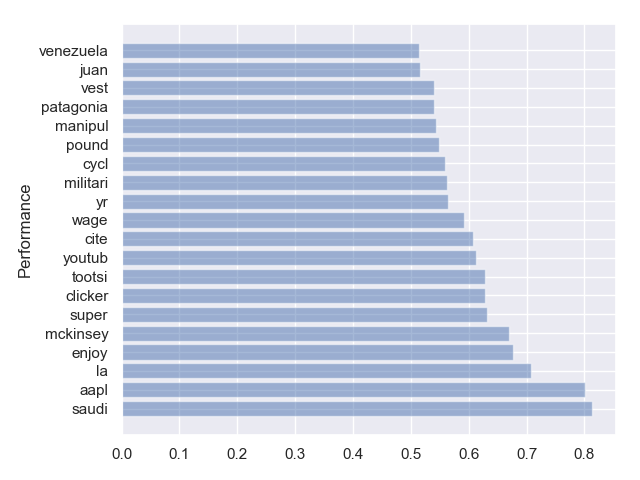 venezuela
juan
vest
patagonia
manipul
pound
cycl
militari
yr
wage
cite
youtub
tootsi
clicker
super
mckinsey
enjoy
la
aapl
saudi
Performance
0.0 0.1 0.2 0.3 0.4 0.5 0.6 0.7 0.8